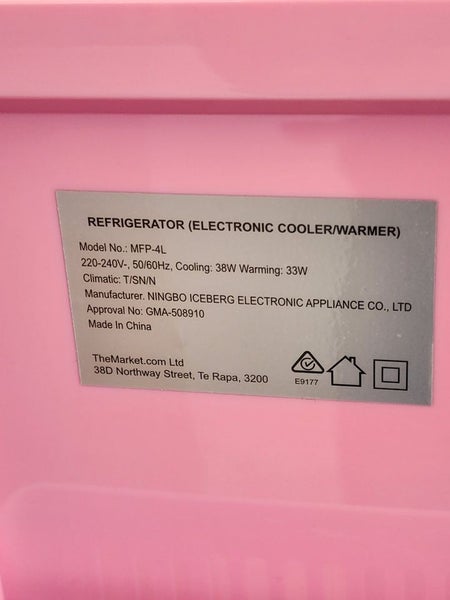 REFRIGERATOR (ELECTRONIC COOLER/WARMER)
Model No.: MFP-4L
220-240V~, 50/60Hz, Cooling: 38W Warming: 33W
Climatic: T/SN/N
Manufacturer. NINGBO ICEBERG ELECTRONIC APPLIANCE CO., LTD
Approval No: GMA-508910
Made In China
TheMarket.com Ltd
38D Northway Street, Te Rapa, 3200
E9177